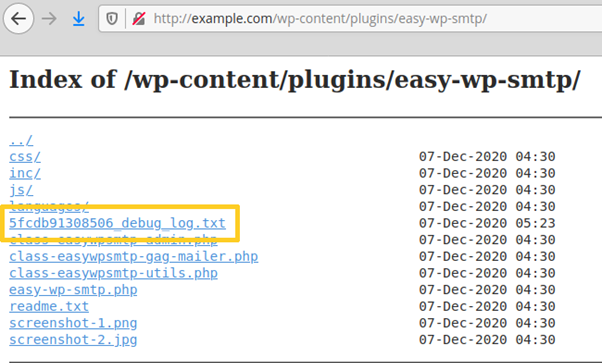 http://example.com/wp-content/plugins/easy-wp-smtp/
Index of /wp-content/plugins/easy-wp-smtp/
../
css/ 07-Dec-2020 04:30
inc/ 07-Dec-2020 04:30
js/ 07-Dec-2020 04:30
languages/ 07-Dec-2020 04:30
5fcdb91308506_debug_log.txt 07-Dec-2020 05:23
class-easywpsmtp-admin.php 07-Dec-2020 04:30
class-easywpsmtp-gag-mailer.php 07-Dec-2020 04:30
class-easywpsmtp-utils.php 07-Dec-2020 04:30
easy-wp-smtp.php 07-Dec-2020 04:30
readme.txt 07-Dec-2020 04:30
screenshot-1.png 07-Dec-2020 04:30
screenshot-2.jpg 07-Dec-2020 04:30